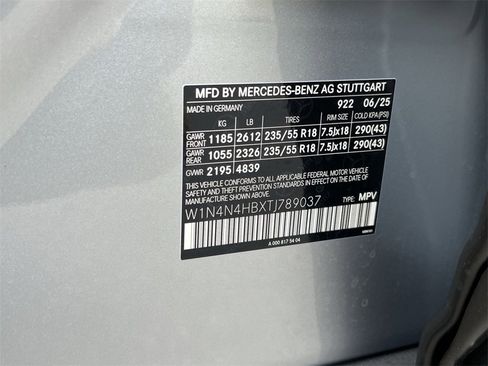 MFD BY MERCEDES-BENZ AG STUTTGART
MADE IN GERMANY 922 06/25
KG LB TIRES RIM SIZE COLD KPA(PSI)
GAWR FRONT 1185 2612 235/55 R18 7.5Jx18 290(43)
GAWR REAR 1055 2326 235/55 R18 7.5Jx18 290(43)
GVWR 2195 4839
THIS VEHICLE CONFORMS TO ALL APPLICABLE FEDERAL MOTOR VEHICLE
SAFETY, BUMPER, AND THEFT PREVENTION STANDARDS IN EFFECT ON THE
DATE OF MANUFACTURE SHOWN ABOVE.
W1N4N4HBXTJ789037 TYPE: MPV
A 000 817 54 04